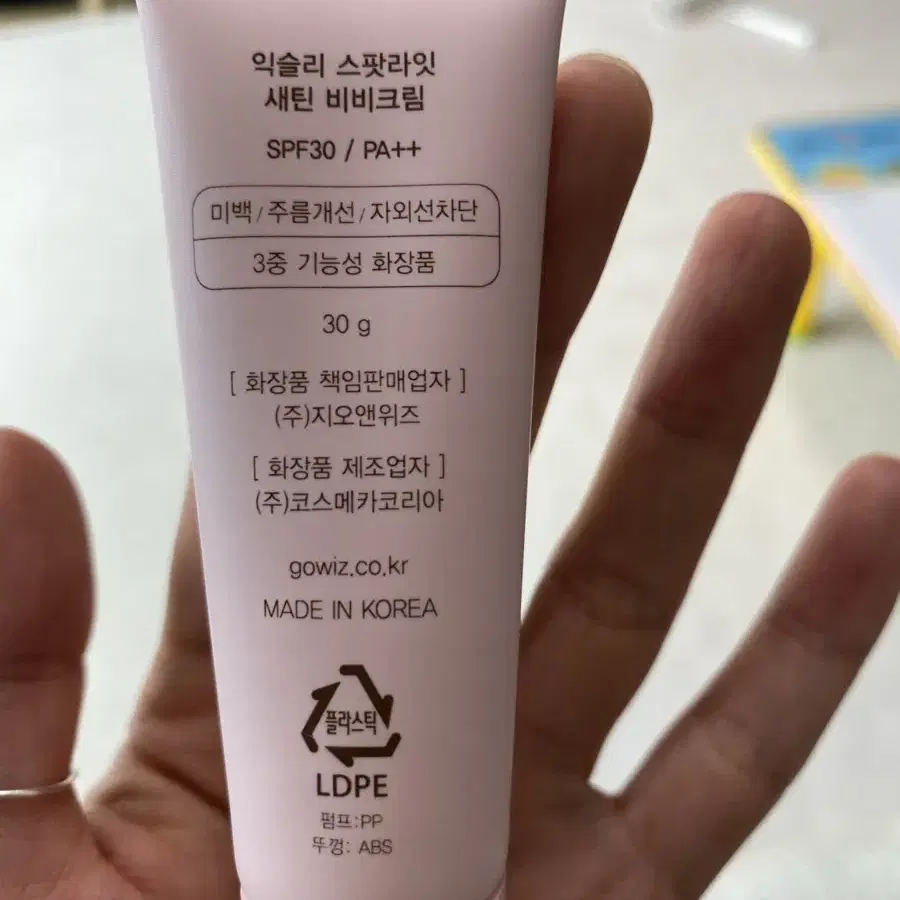 익슬리 스팟라잇
새틴 비비크림
SPF30 / PA++
미백/주름개선/자외선차단
3중 기능성 화장품
30 g
[ 화장품 책임판매업자 ]
(주)지오앤위즈
[ 화장품 제조업자 ]
(주)코스메카코리아
gowiz.co.kr
MADE IN KOREA
플라스틱
LDPE
펌프:PP
뚜껑: ABS